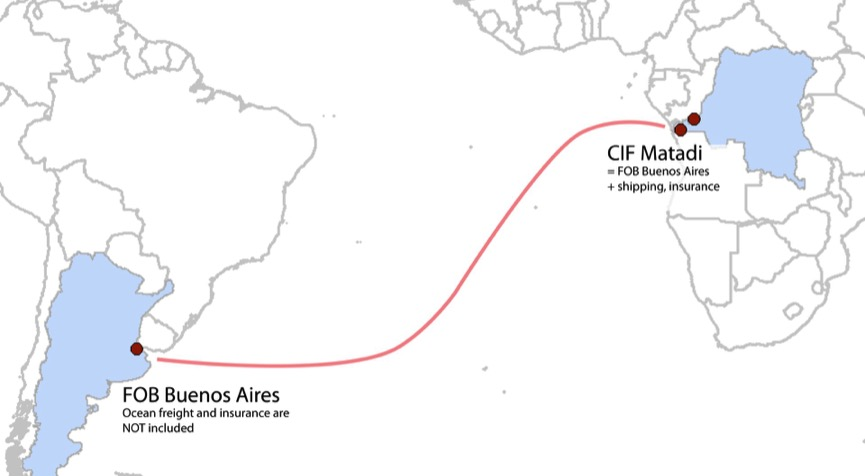 CIF Matadi
= FOB Buenos Aires
+ shipping, insurance
FOB Buenos Aires
Ocean freight and insurance are
NOT included